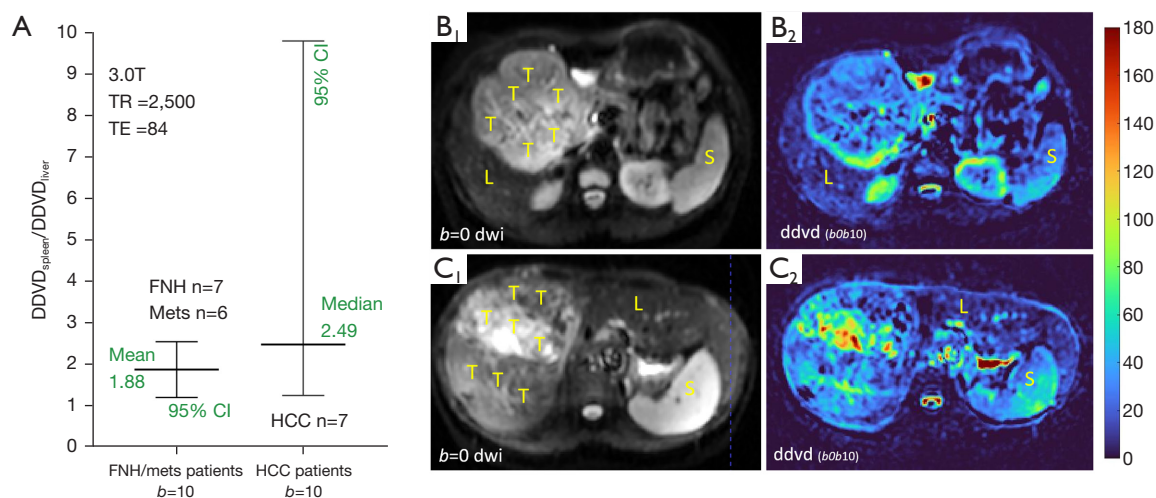 A
DDVDspleen/DDVDliver
10
9
8
7
6
5
4
3
2
1
0
3.0T
TR =2,500
TE =84
95% CI
FNH n=7
Mets n=6
Mean
1.88
95% CI
Median
2.49
HCC n=7
FNH/mets patients
b=10
HCC patients
b=10
B1
T
T
T
T
T
T
L
S
b=0 dwi
B2
L
S
ddvd (b0b10)
C1
T
T
T
T
T
T
T
T
L
S
b=0 dwi
C2
L
S
ddvd (b0b10)
180
160
140
120
100
80
60
40
20
0